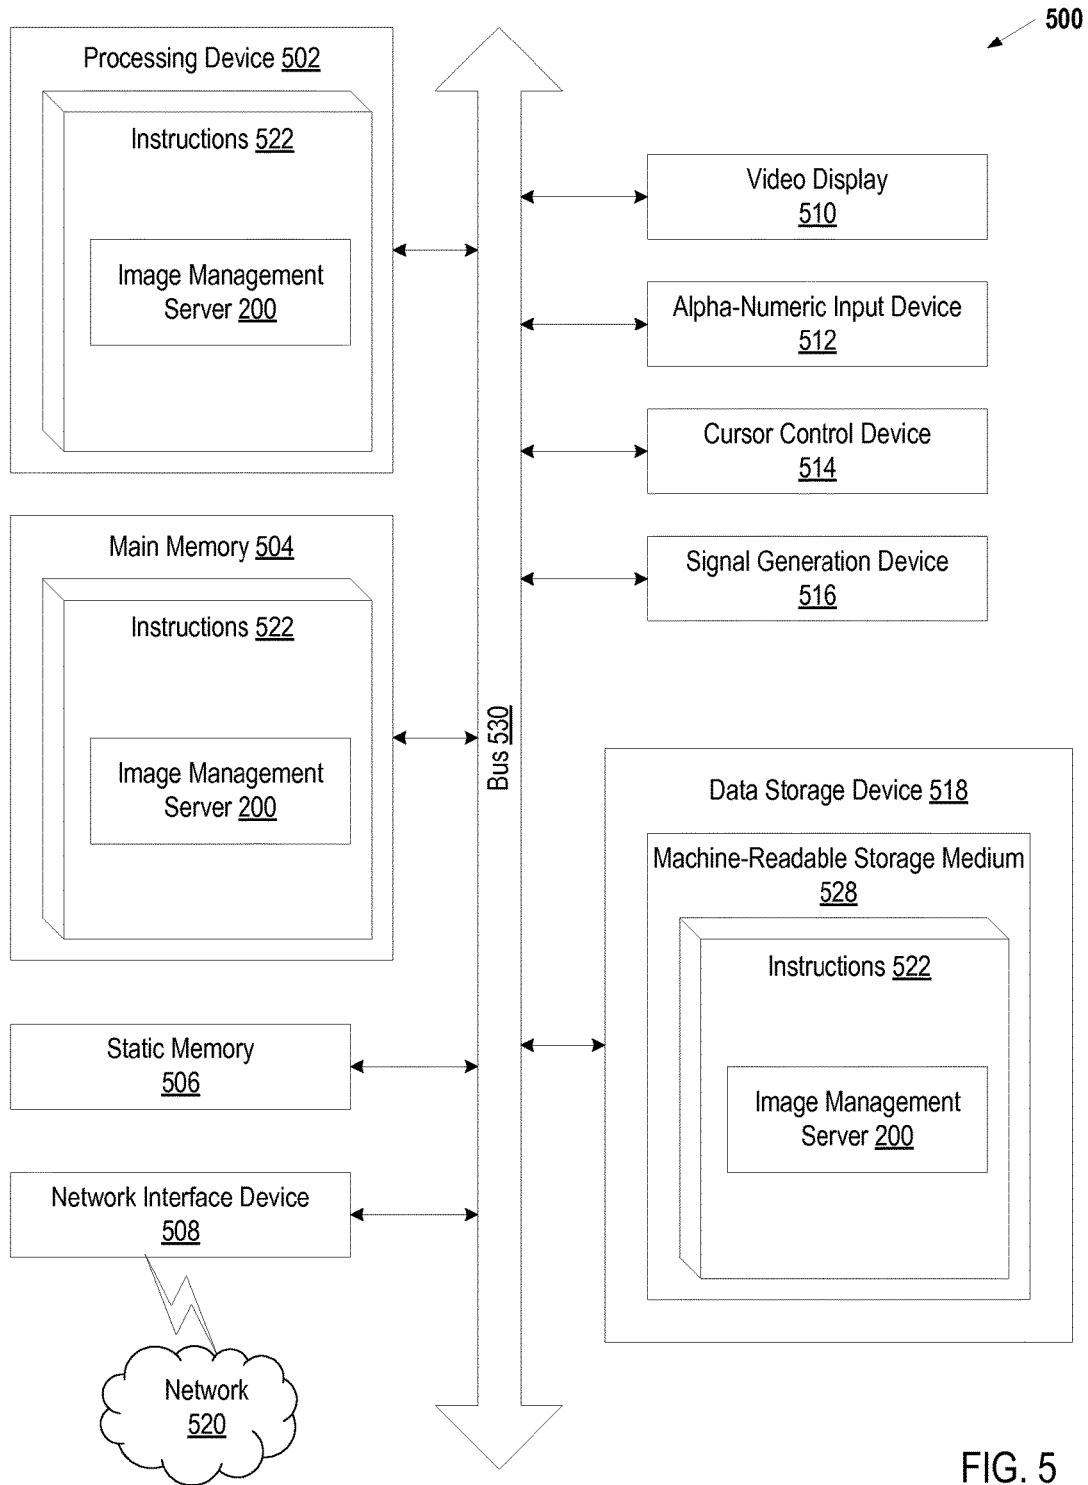 500
Processing Device 502
Instructions 522
Image Management
Server 200
Main Memory 504
Instructions 522
Image Management
Server 200
Static Memory
506
Network Interface Device
508
Network
520
Bus 530
Video Display
510
Alpha-Numeric Input Device
512
Cursor Control Device
514
Signal Generation Device
516
Data Storage Device 518
Machine-Readable Storage Medium
528
Instructions 522
Image Management
Server 200
FIG. 5